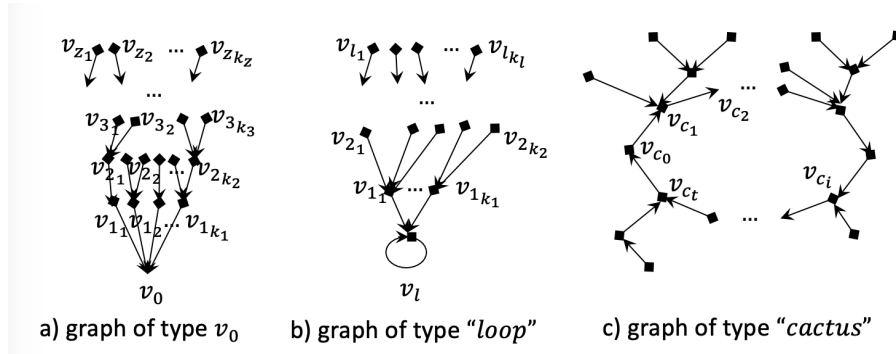 v_{z_1} v_{z_2} ... v_{z_{k_z}}
...
v_{3_1} v_{3_2} v_{3_{k_3}}
v_{2_1} v_{2_2} ... v_{2_{k_2}}
v_{1_1} v_{1_2} ... v_{1_{k_1}}
v_0
a) graph of type v_0
v_{l_1} ... v_{l_{k_l}}
...
v_{2_1} v_{2_{k_2}}
v_{1_1} ... v_{1_{k_1}}
v_l
b) graph of type “loop”
...
v_{c_1} v_{c_2}
v_{c_0}
v_{c_t} v_{c_i}
...
c) graph of type “cactus”